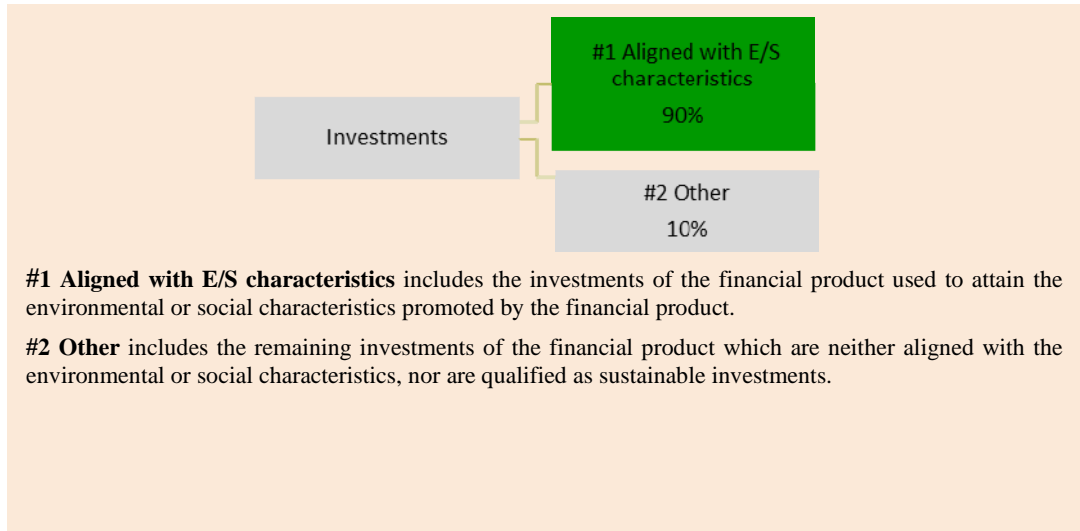 #1 Aligned with E/S
characteristics
90%
Investments
#2 Other
10%
#1 Aligned with E/S characteristics includes the investments of the financial product used to attain the
environmental or social characteristics promoted by the financial product.
#2 Other includes the remaining investments of the financial product which are neither aligned with the
environmental or social characteristics, nor are qualified as sustainable investments.